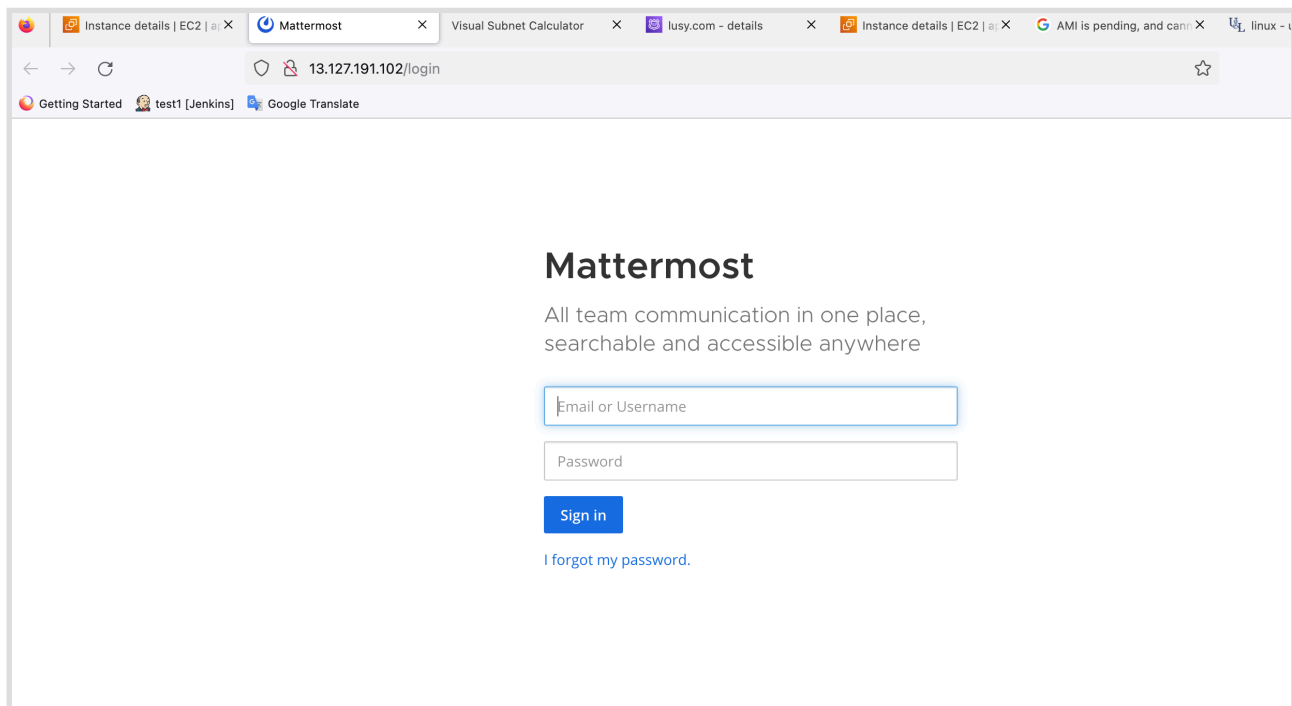 Instance details | EC2 | ap
Mattermost
Visual Subnet Calculator
lusy.com - details
Instance details | EC2 | ap
AMI is pending, and cann
linux - u
13.127.191.102/login
Getting Started
test1 [Jenkins]
Google Translate
Mattermost
All team communication in one place,
searchable and accessible anywhere
Email or Username
Password
Sign in
I forgot my password.